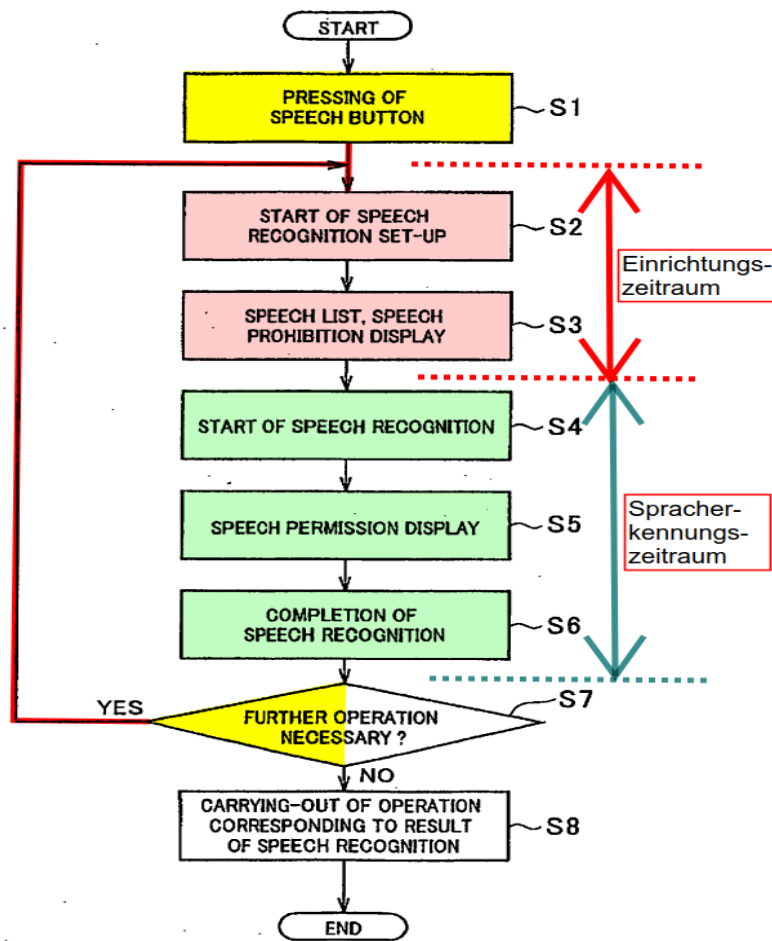 START
PRESSING OF
SPEECH BUTTON
S1
START OF SPEECH
RECOGNITION SET-UP
S2
Einrichtungs-
zeitraum
SPEECH LIST, SPEECH
PROHIBITION DISPLAY
S3
START OF SPEECH RECOGNITION
S4
SPEECH PERMISSION DISPLAY
S5
Spracher-
kennungs-
zeitraum
COMPLETION OF
SPEECH RECOGNITION
S6
YES
FURTHER OPERATION
NECESSARY ?
S7
NO
CARRYING-OUT OF OPERATION
CORRESPONDING TO RESULT
OF SPEECH RECOGNITION
S8
END